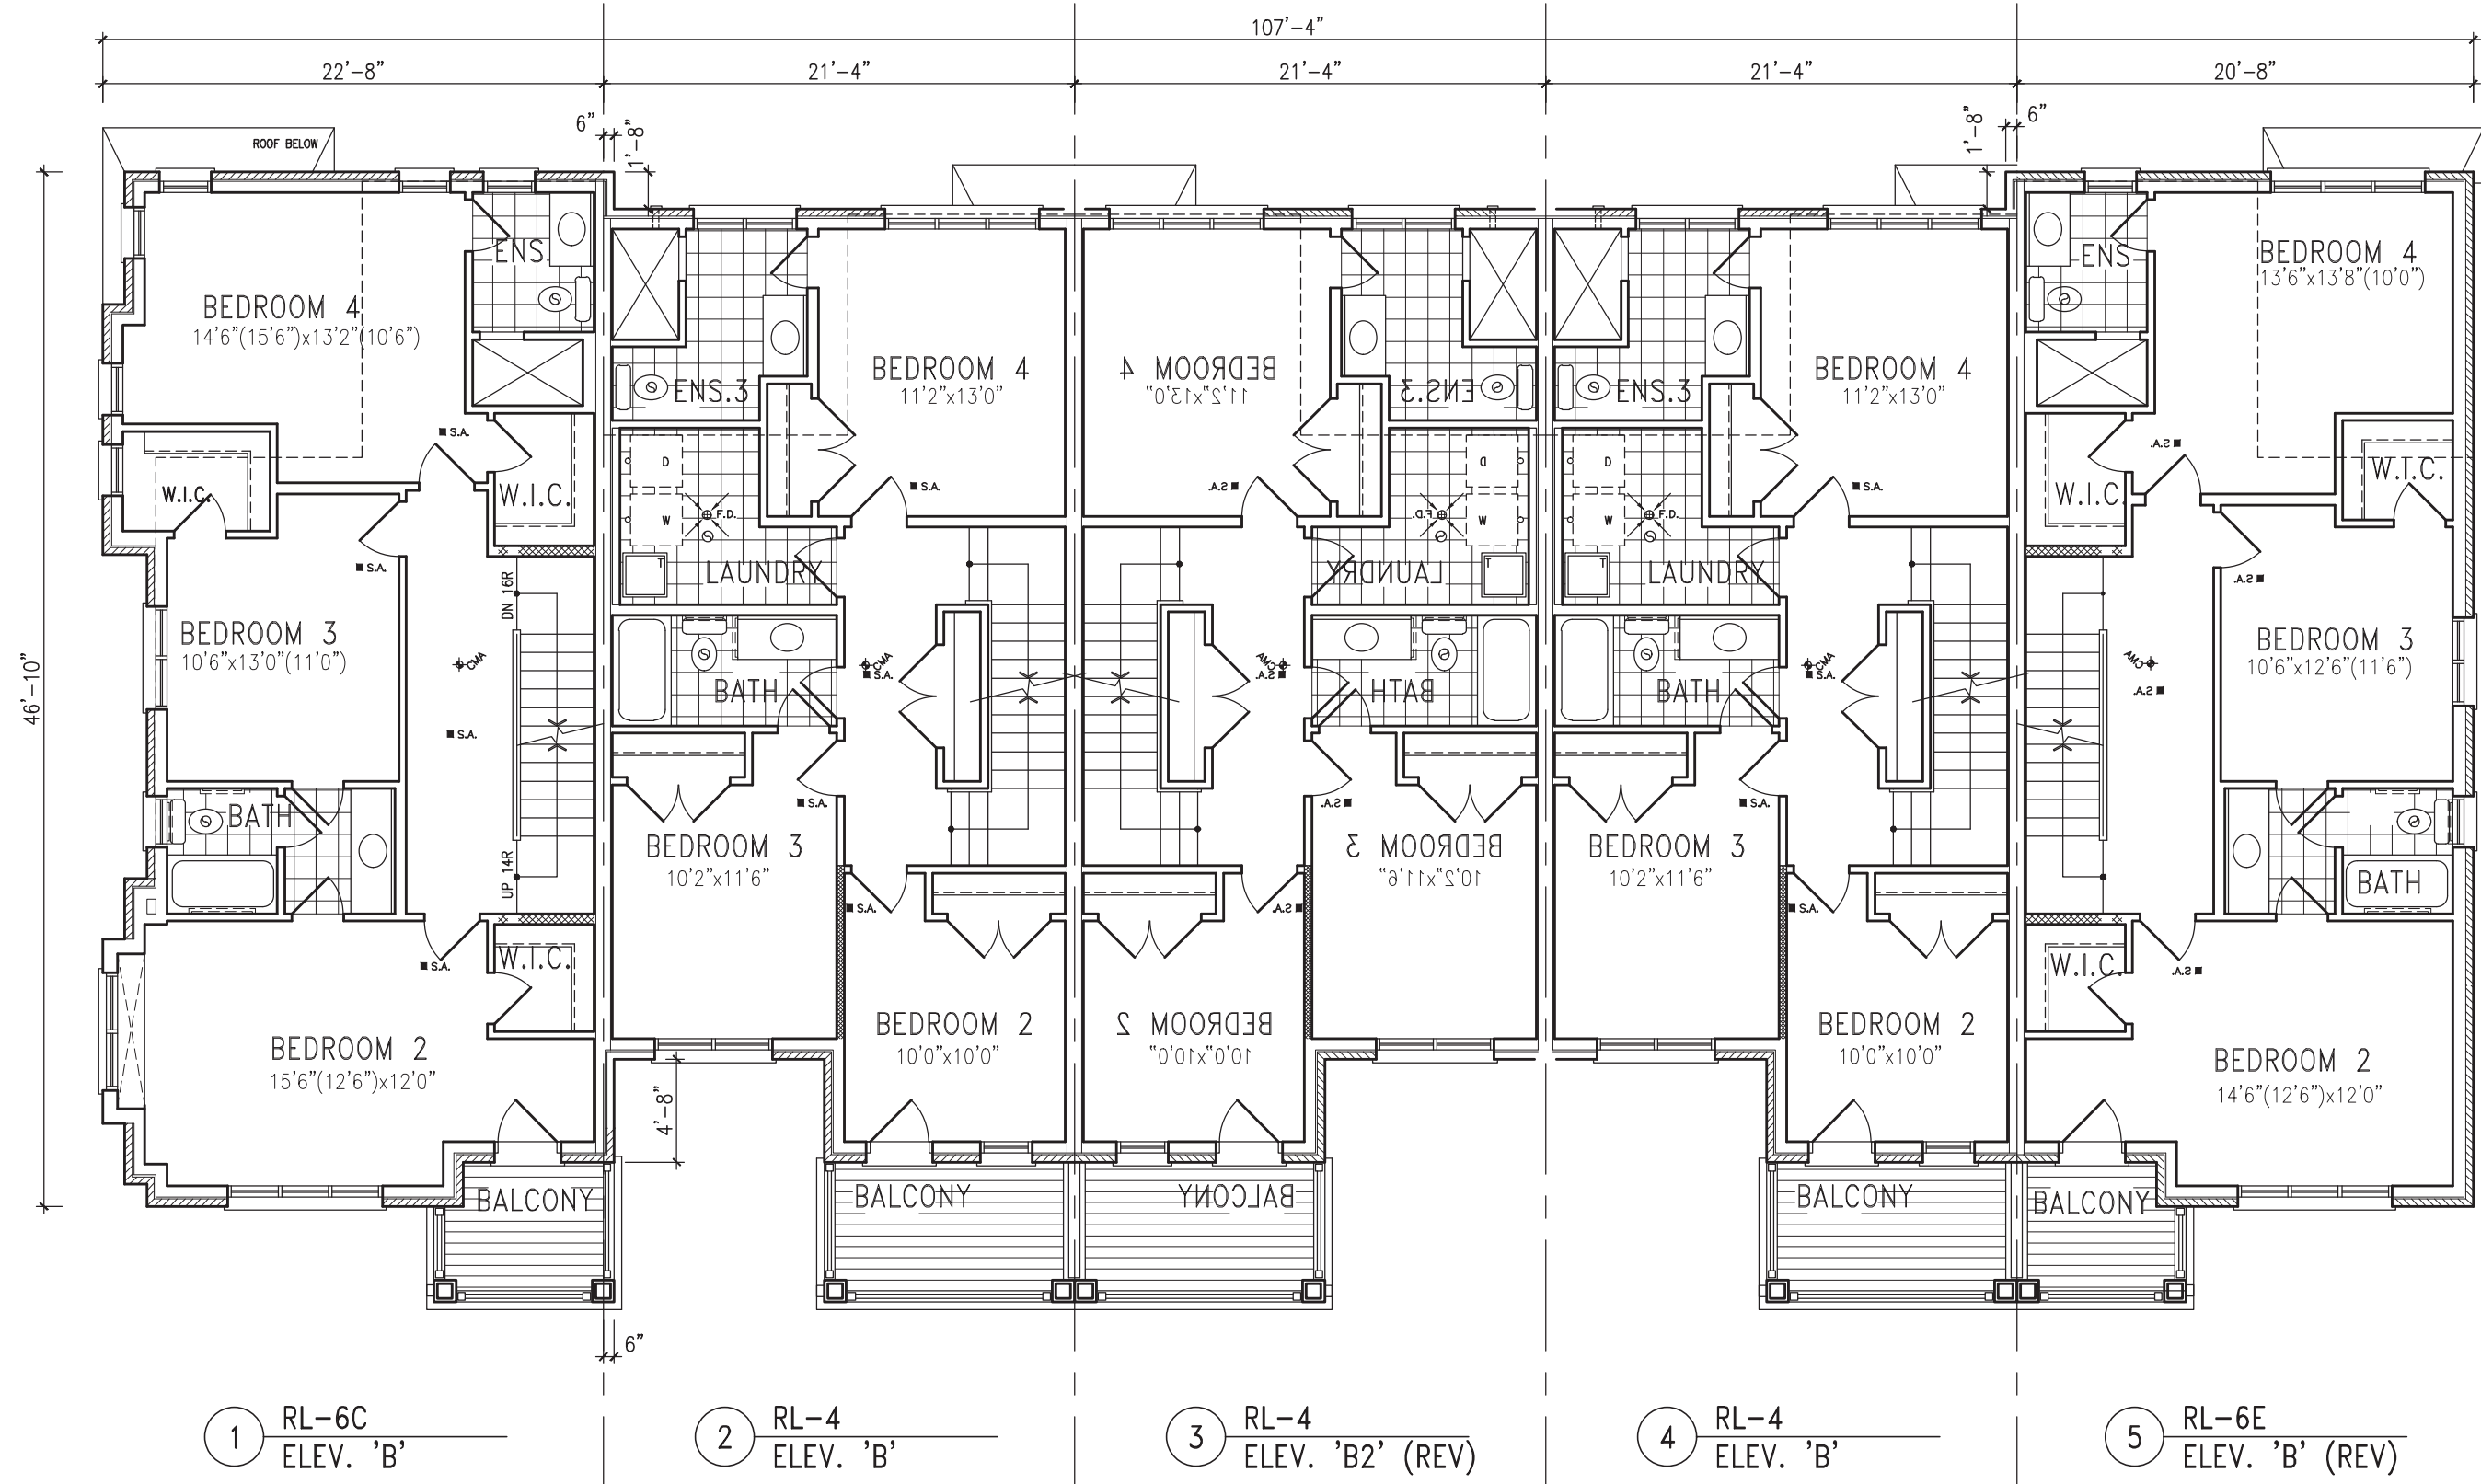 107'-4"
22'-8"
21'-4"
21'-4"
21'-4"
20'-8"
6"
1'-8"
1'-8"
6"
46'-10"
ROOF BELOW
ENS
BEDROOM 4
14'6"(15'6")x13'2"(10'6")
S.A.
W.I.C.
W.I.C.
S.A.
DN 16R
BEDROOM 3
10'6"x13'0"(11'0")
CMA
S.A.
BATH
UP 14R
S.A.
W.I.C.
BEDROOM 2
15'6"(12'6")x12'0"
BALCONY
6"
BEDROOM 4
11'2"x13'0"
ENS.3
D
S.A.
W
F.D.
T
LAUNDRY
CMA
S.A.
BATH
S.A.
BEDROOM 3
10'2"x11'6"
S.A.
BEDROOM 2
10'0"x10'0"
4'-8"
BALCONY
BEDROOM 4
11'2"x13'0"
ENS.3
D
S.A.
W
F.D.
T
LAUNDRY
CMA
S.A.
BATH
S.A.
BEDROOM 3
10'2"x11'6"
S.A.
BEDROOM 2
10'0"x10'0"
BALCONY
BEDROOM 4
11'2"x13'0"
ENS.3
D
S.A.
W
F.D.
T
LAUNDRY
CMA
S.A.
BATH
S.A.
BEDROOM 3
10'2"x11'6"
S.A.
BEDROOM 2
10'0"x10'0"
BALCONY
ENS
BEDROOM 4
13'6"x13'8"(10'0")
S.A.
W.I.C.
W.I.C.
S.A.
BEDROOM 3
10'6"x12'6"(11'6")
CMA
S.A.
BATH
W.I.C.
S.A.
BEDROOM 2
14'6"(12'6")x12'0"
BALCONY
1
RL-6C
ELEV. 'B'
2
RL-4
ELEV. 'B'
3
RL-4
ELEV. 'B2' (REV)
4
RL-4
ELEV. 'B'
5
RL-6E
ELEV. 'B' (REV)